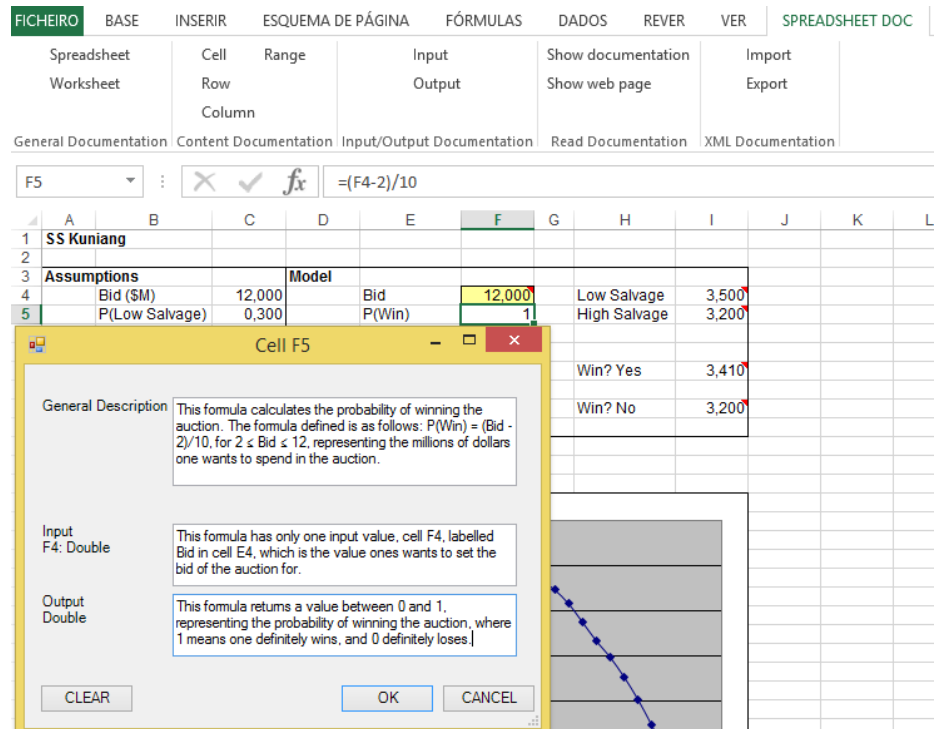 FICHEIRO BASE INSERIR ESQUEMA DE PÁGINA FÓRMULAS DADOS REVER VER SPREADSHEET DOC
Spreadsheet Cell Range Input Show documentation Import
Worksheet Row Output Show web page Export
Column
General Documentation Content Documentation Input/Output Documentation Read Documentation XML Documentation
F5 fx =(F4-2)/10
A B C D E F G H I J K L
1 SS Kuniang
2
3 Assumptions Model
4 Bid ($M) 12,000 Bid 12,000 Low Salvage 3,500
5 P(Low Salvage) 0,300 P(Win) 1 High Salvage 3,200
Cell F5
Win? Yes 3,410
General Description
Win? No 3,200
This formula calculates the probability of winning the
auction. The formula defined is as follows: P(Win) = (Bid -
2)/10, for 2 ≤ Bid ≤ 12, representing the millions of dollars
one wants to spend in the auction.
Input
F4: Double
This formula has only one input value, cell F4, labelled
Bid in cell E4, which is the value ones wants to set the
bid of the auction for.
Output
Double
This formula returns a value between 0 and 1,
representing the probability of winning the auction, where
1 means one definitely wins, and 0 definitely loses.
CLEAR OK CANCEL